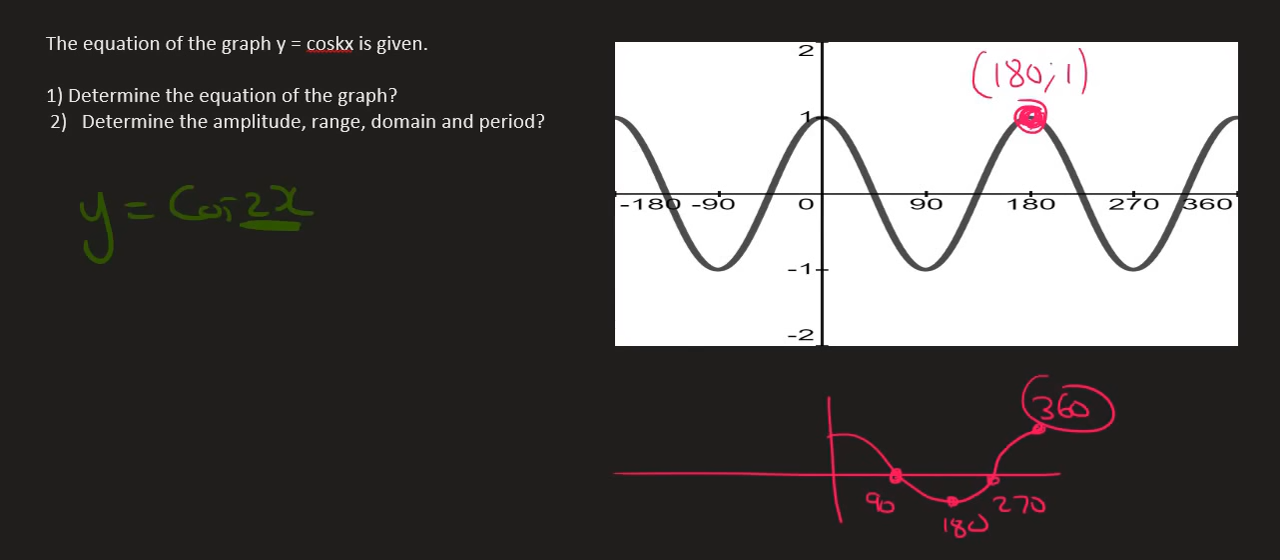 The equation of the graph y = coskx is given.
1) Determine the equation of the graph?
2) Determine the amplitude, range, domain and period?
y = Cos 2x
(180; 1)
2
1
-180 -90 0 90 180 270 360
-1
-2
360
90 180 270